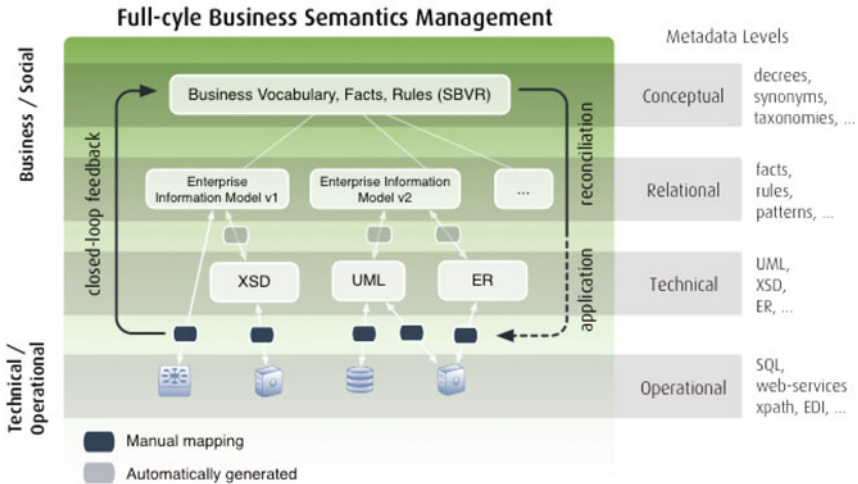 Full-cyle Business Semantics Management
Metadata Levels
Business / Social
Technical /
Operational
closed-loop feedback
reconciliation
application
Business Vocabulary, Facts, Rules (SBVR)
Conceptual
decrees,
synonyms,
taxonomies, ...
Enterprise
Information Model v1
Enterprise Information
Model v2
...
Relational
facts,
rules,
patterns, ...
XSD
UML
ER
Technical
UML,
XSD,
ER, ...
Operational
SQL,
web-services
xpath, EDI, ...
Manual mapping
Automatically generated